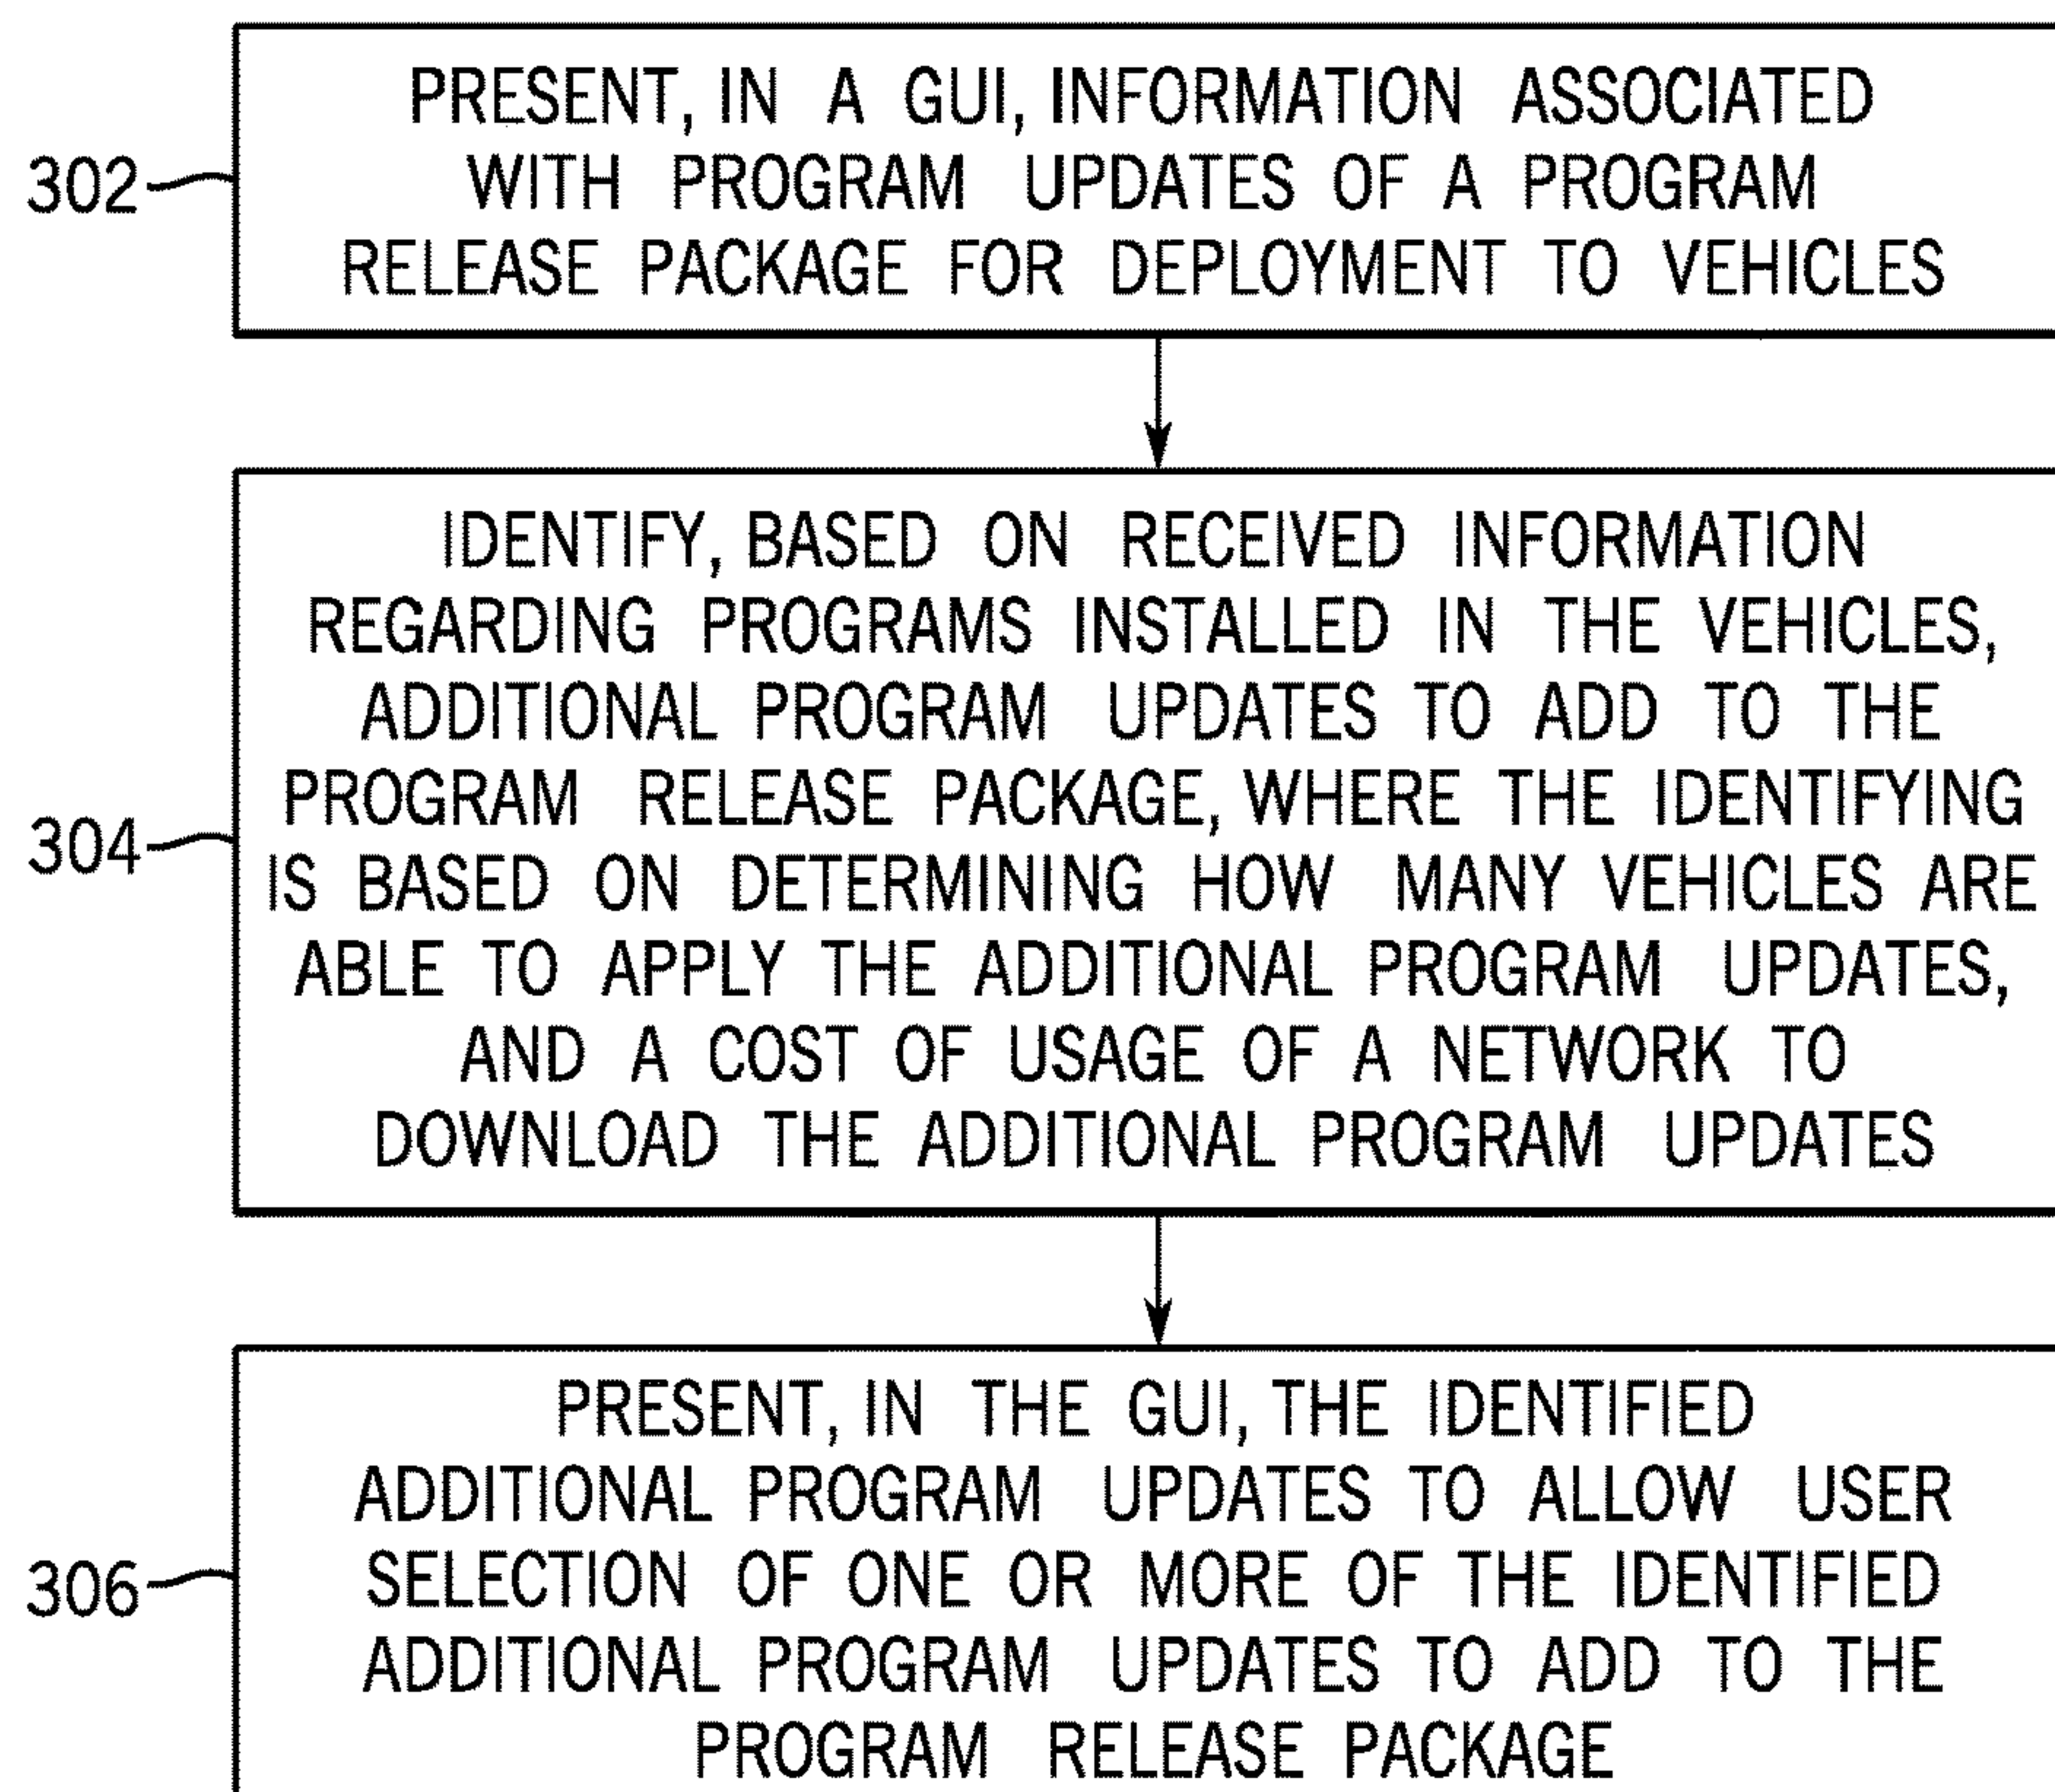 PRESENT, IN A GUI, INFORMATION ASSOCIATED
WITH PROGRAM UPDATES OF A PROGRAM
RELEASE PACKAGE FOR DEPLOYMENT TO VEHICLES
302
IDENTIFY, BASED ON RECEIVED INFORMATION
REGARDING PROGRAMS INSTALLED IN THE VEHICLES,
ADDITIONAL PROGRAM UPDATES TO ADD TO THE
PROGRAM RELEASE PACKAGE, WHERE THE IDENTIFYING
IS BASED ON DETERMINING HOW MANY VEHICLES ARE
ABLE TO APPLY THE ADDITIONAL PROGRAM UPDATES,
AND A COST OF USAGE OF A NETWORK TO
DOWNLOAD THE ADDITIONAL PROGRAM UPDATES
304
PRESENT, IN THE GUI, THE IDENTIFIED
ADDITIONAL PROGRAM UPDATES TO ALLOW USER
SELECTION OF ONE OR MORE OF THE IDENTIFIED
ADDITIONAL PROGRAM UPDATES TO ADD TO THE
PROGRAM RELEASE PACKAGE
306